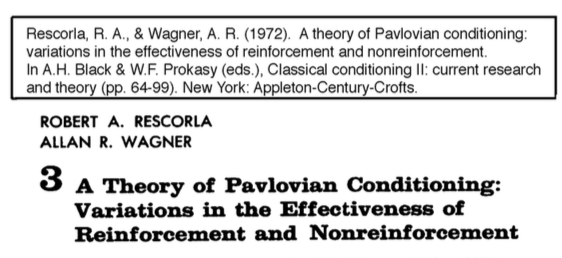 Rescorla, R. A., & Wagner, A. R. (1972).  A theory of Pavlovian conditioning:
variations in the effectiveness of reinforcement and nonreinforcement.
In A.H. Black & W.F. Prokasy (eds.), Classical conditioning II: current research
and theory (pp. 64-99).  New York: Appleton-Century-Crofts.
ROBERT A. RESCORLA
ALLAN R. WAGNER
3 A Theory of Pavlovian Conditioning:
Variations in the Effectiveness of
Reinforcement and Nonreinforcement